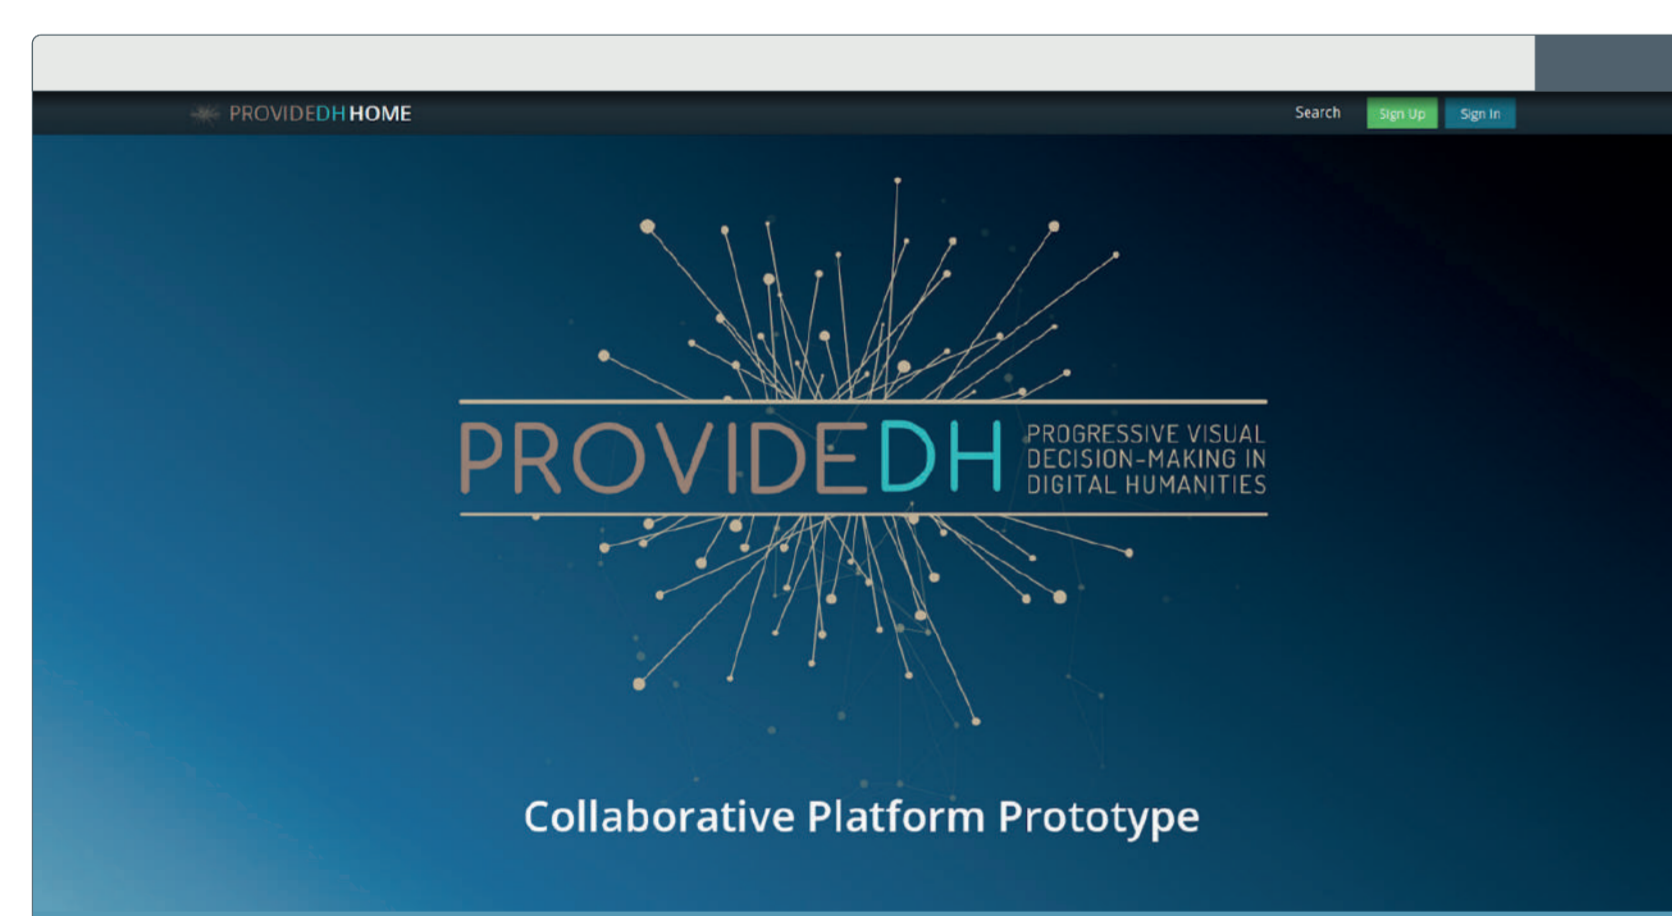 PROVIDEDH HOME
Search
Sign Up
Sign In
PROVIDEDH
PROGRESSIVE VISUAL
DECISION-MAKING IN
DIGITAL HUMANITIES
Collaborative Platform Prototype